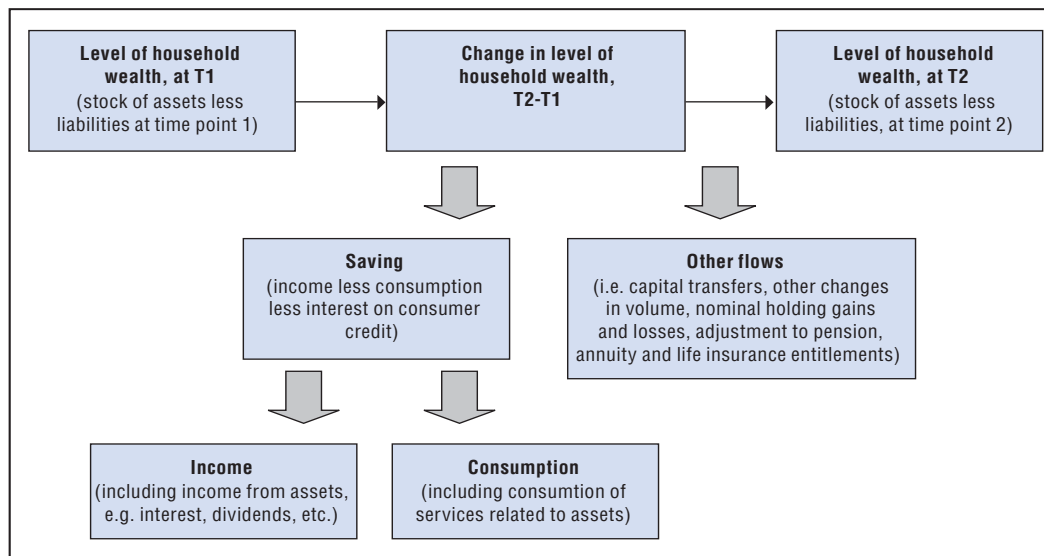 Level of household
wealth, at T1
(stock of assets less
liabilities at time point 1)
Change in level of
household wealth,
T2-T1
Level of household
wealth, at T2
(stock of assets less
liabilities, at time point 2)
Saving
(income less consumption
less interest on consumer
credit)
Other flows
(i.e. capital transfers, other changes
in volume, nominal holding gains
and losses, adjustment to pension,
annuity and life insurance entitlements)
Income
(including income from assets,
e.g. interest, dividends, etc.)
Consumption
(including consumtion of
services related to assets)